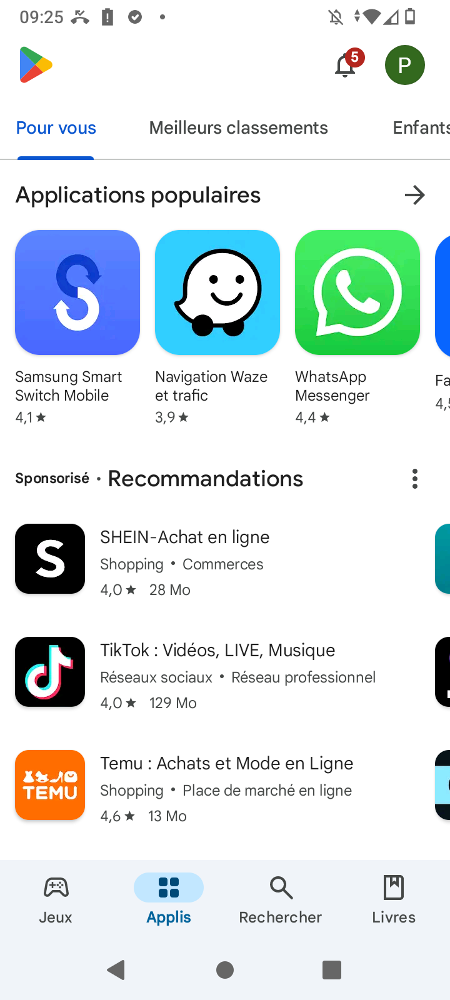 09:25
5
P
Pour vous
Meilleurs classements
Enfants
Applications populaires
Samsung Smart
Switch Mobile
4,1 ★
Navigation Waze
et trafic
3,9 ★
WhatsApp
Messenger
4,4 ★
Fa
4,5
Sponsorisé • Recommandations
S
SHEIN-Achat en ligne
Shopping • Commerces
4,0 ★ 28 Mo
TikTok : Vidéos, LIVE, Musique
Réseaux sociaux • Réseau professionnel
4,0 ★ 129 Mo
TEMU
Temu : Achats et Mode en Ligne
Shopping • Place de marché en ligne
4,6 ★ 13 Mo
Jeux
Applis
Rechercher
Livres